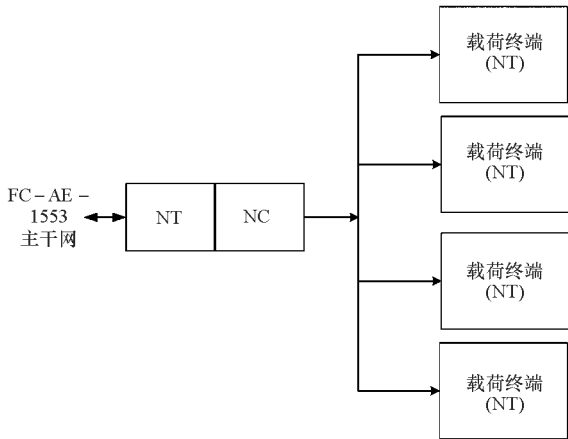 FC-AE-
1553
主干网
NT
NC
载荷终端
(NT)
载荷终端
(NT)
载荷终端
(NT)
载荷终端
(NT)